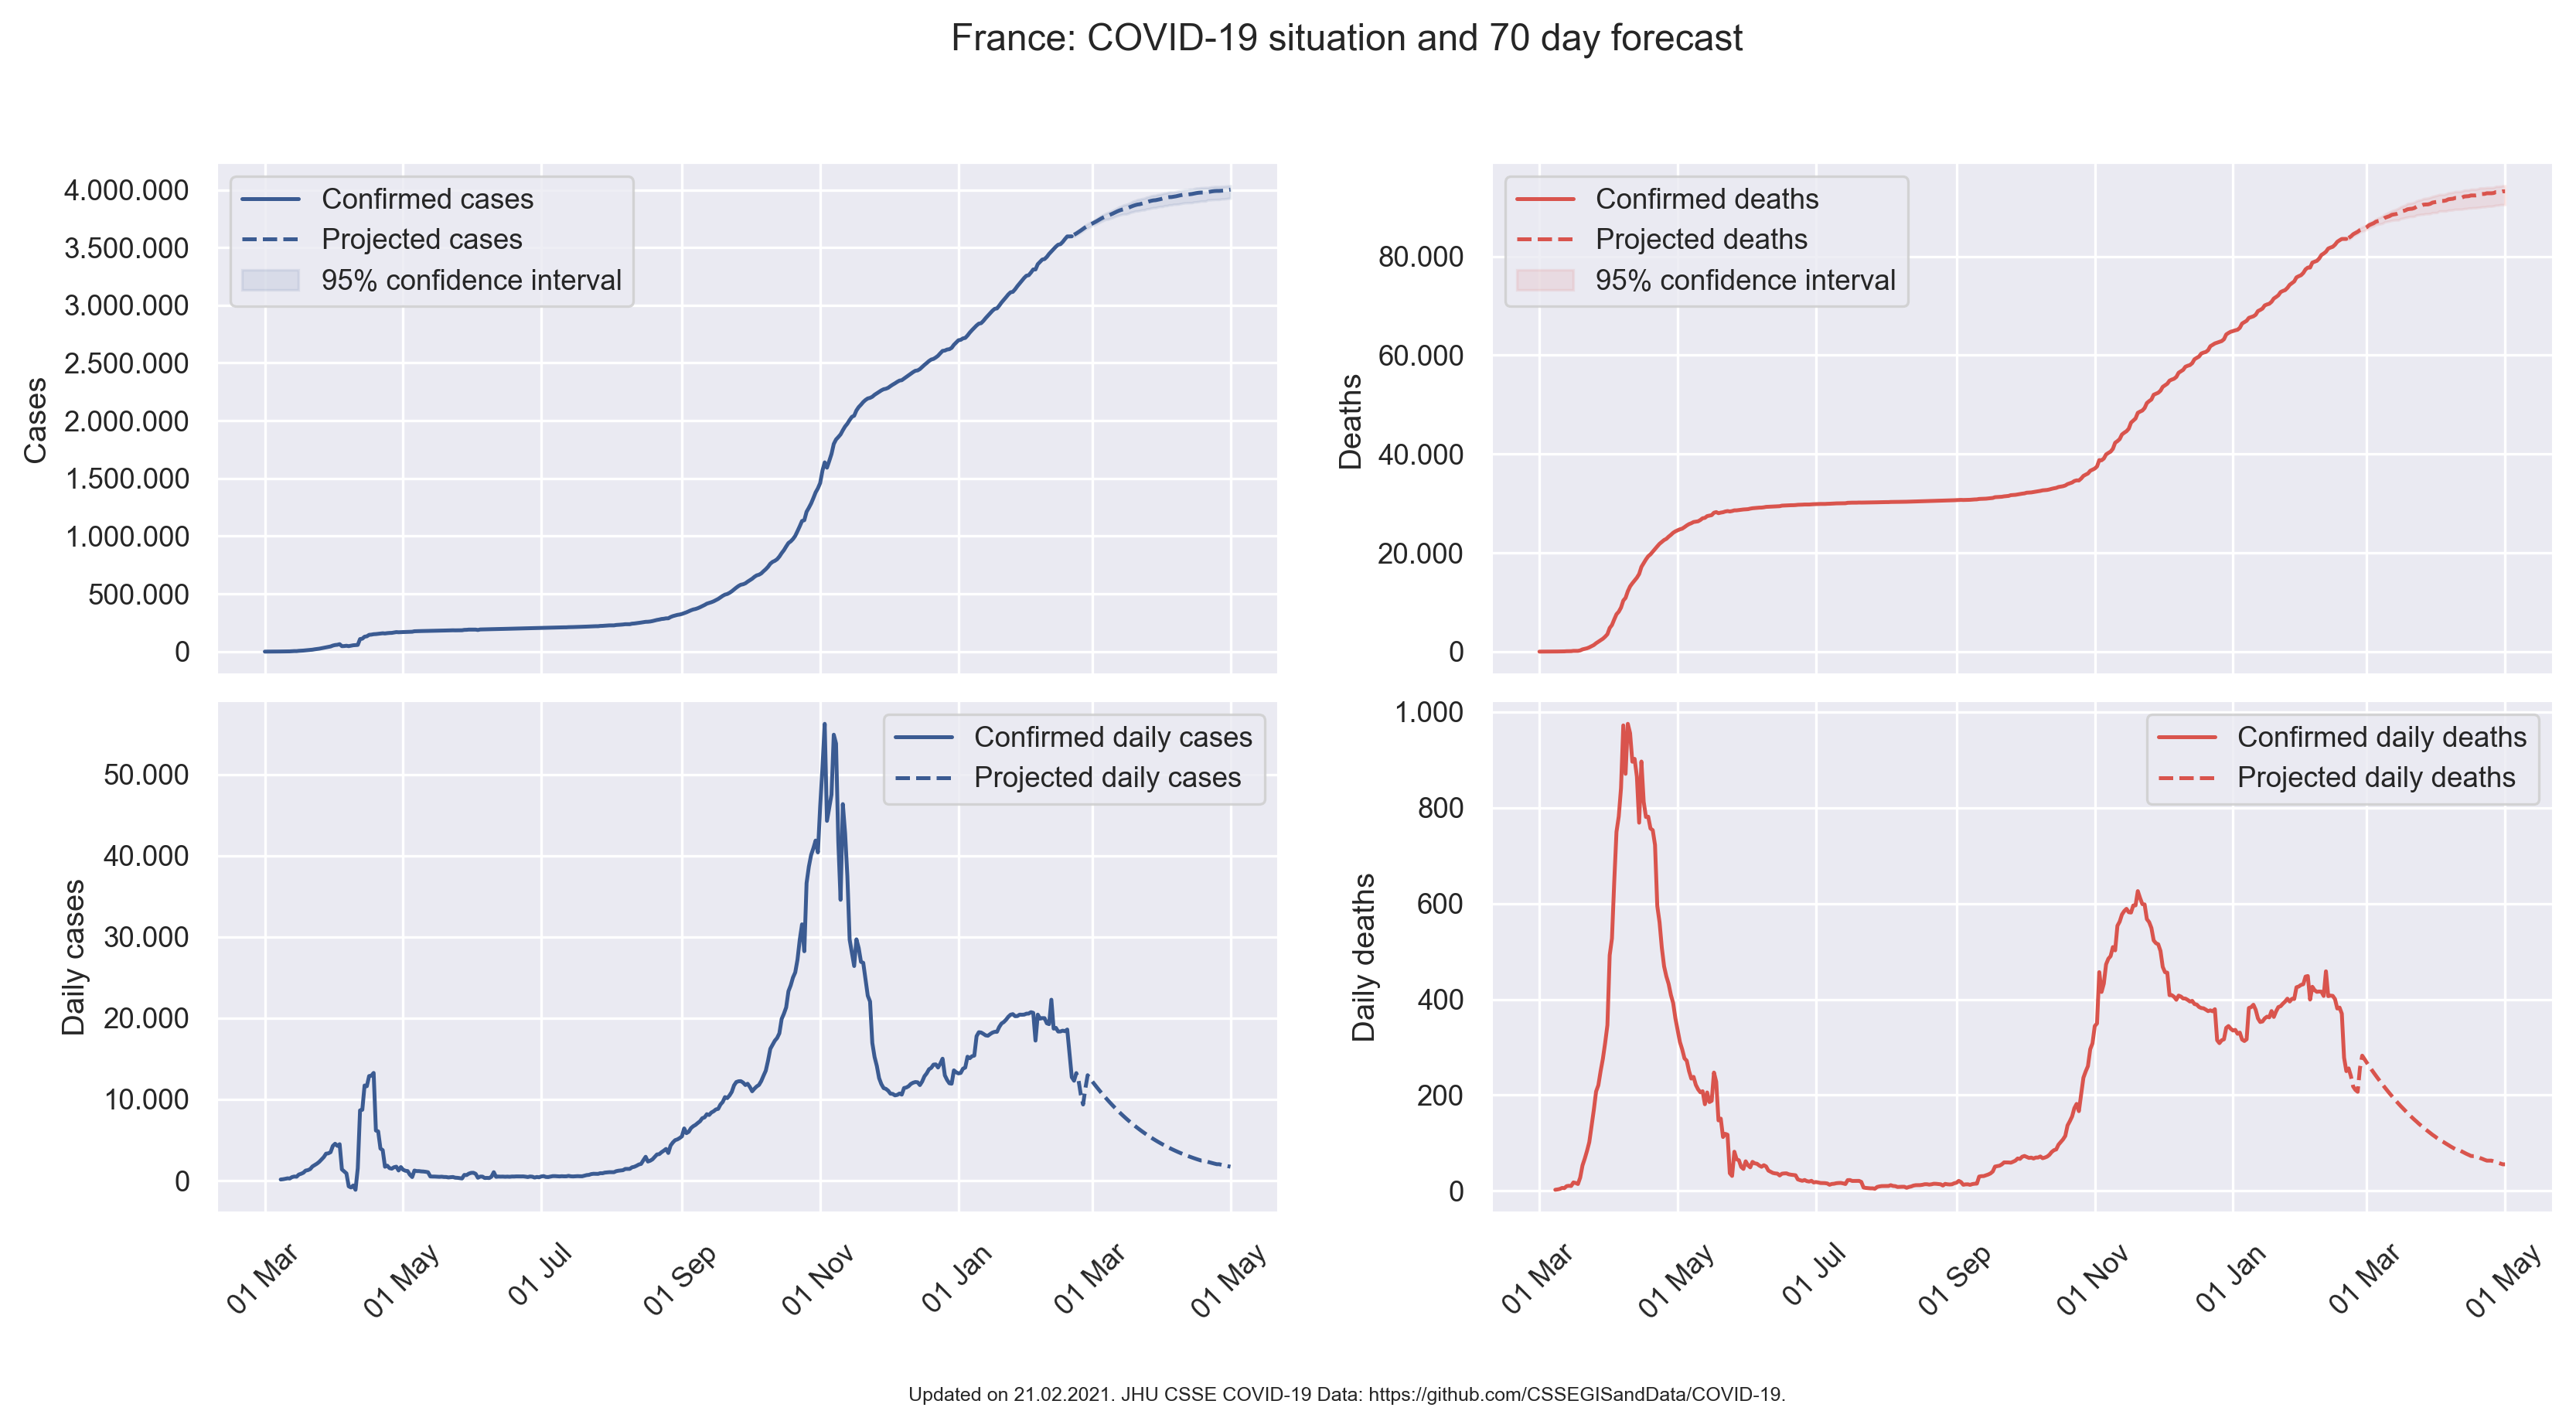 France: COVID-19 situation and 70 day forecast
Cases
4.000.000
3.500.000
3.000.000
2.500.000
2.000.000
1.500.000
1.000.000
500.000
0
Confirmed cases
Projected cases
95% confidence interval
Deaths
80.000
60.000
40.000
20.000
0
Confirmed deaths
Projected deaths
95% confidence interval
Daily cases
50.000
40.000
30.000
20.000
10.000
0
Confirmed daily cases
Projected daily cases
01 Mar
01 May
01 Jul
01 Sep
01 Nov
01 Jan
01 Mar
01 May
Daily deaths
1.000
800
600
400
200
0
Confirmed daily deaths
Projected daily deaths
01 Mar
01 May
01 Jul
01 Sep
01 Nov
01 Jan
01 Mar
01 May
Updated on 21.02.2021. JHU CSSE COVID-19 Data: https://github.com/CSSEGISandData/COVID-19.